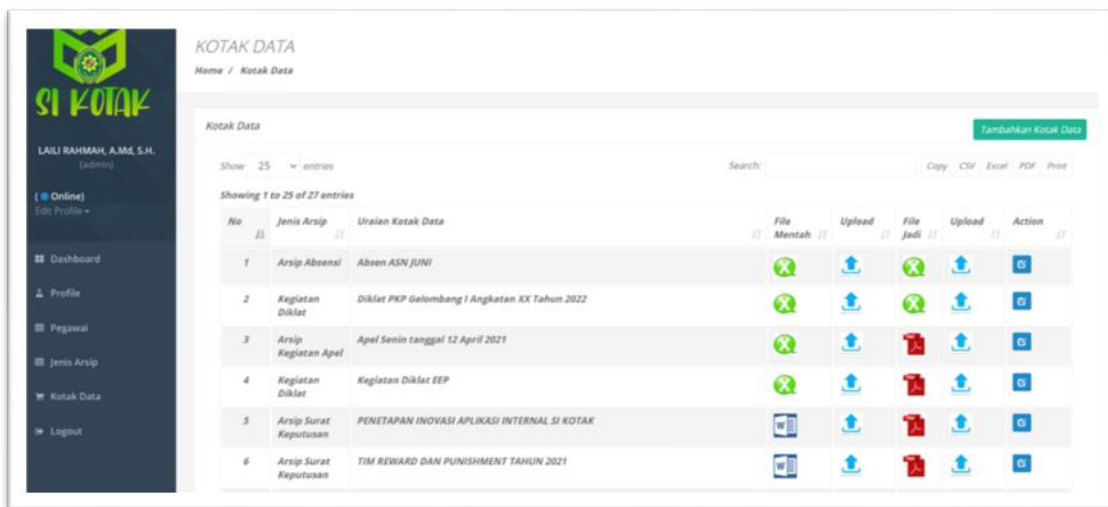 SI KOTAK
LAILI RAHMAH, A.Md, S.H.
(admin)
( Online)
Edit Profile
Dashboard
Profile
Pegawai
Jenis Arsip
Kotak Data
Logout
KOTAK DATA
Home / Kotak Data
Kotak Data
Tambahkan Kotak Data
Show 25 entries
Search:
Copy CSV Excel PDF Print
Showing 1 to 25 of 27 entries
No Jenis Arsip Uraian Kotak Data File Mentah Upload File Jadi Upload Action
1 Arsip Absensi Absen ASN JUNI
2 Kegiatan Diklat Diklat PKP Gelombang I Angkatan XX Tahun 2022
3 Arsip Kegiatan Apel Apel Senin tanggal 12 April 2021
4 Kegiatan Diklat Kegiatan Diklat EEP
5 Arsip Surat Keputusan PENETAPAN INOVASI APLIKASI INTERNAL SI KOTAK
6 Arsip Surat Keputusan TIM REWARD DAN PUNISHMENT TAHUN 2021